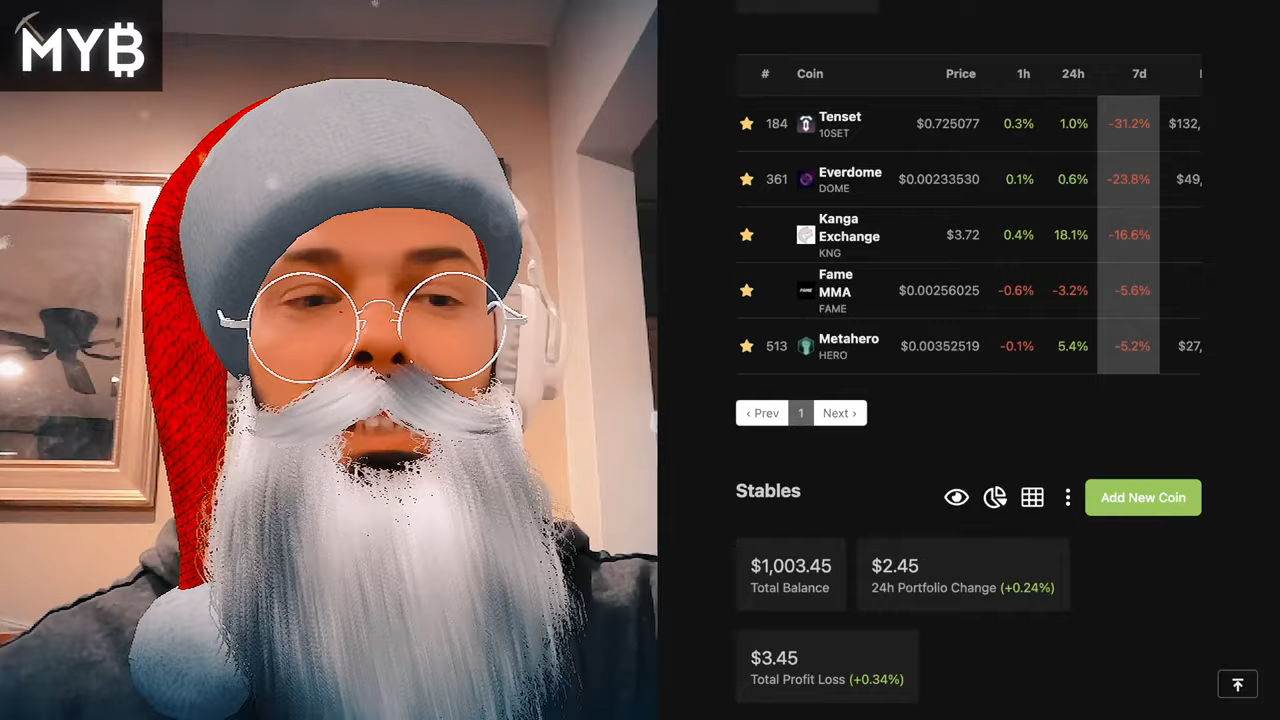 MYB
# Coin Price 1h 24h 7d
184 Tenset $0.725077 0.3% 1.0% -31.2% $132,
10SET
361 Everdome $0.00233530 0.1% 0.6% -23.8% $49,
DOME
Kanga
Exchange $3.72 0.4% 18.1% -16.6%
KNG
Fame
MMA $0.00256025 -0.6% -3.2% -5.6%
FAME
513 Metahero $0.00352519 -0.1% 5.4% -5.2% $27,
HERO
‹ Prev 1 Next ›
Stables Add New Coin
$1,003.45 $2.45
Total Balance 24h Portfolio Change (+0.24%)
$3.45
Total Profit Loss (+0.34%)